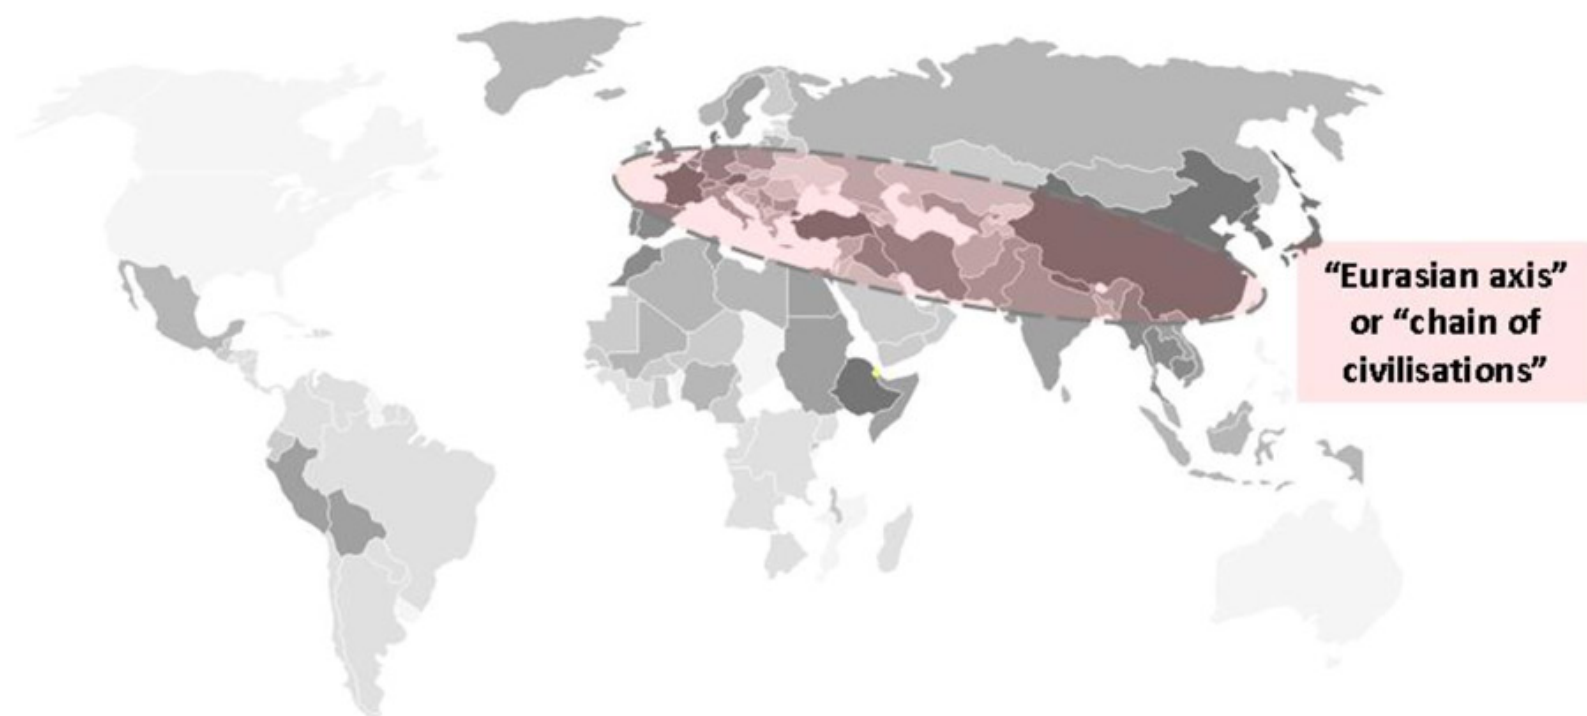 “Eurasian axis”
or “chain of
civilisations”